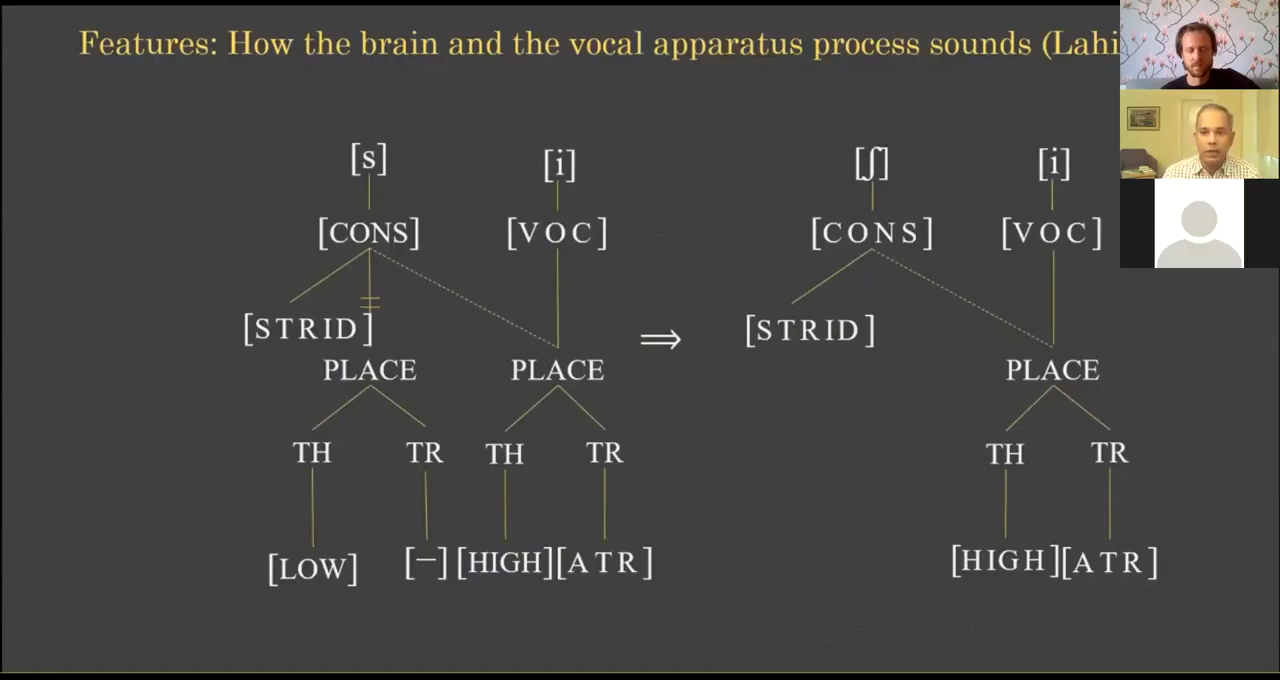 Features: How the brain and the vocal apparatus process sounds
[s] [i] [ʃ] [i]
[CONS] [VOC] [CONS] [VOC]
[STRID] ⇒ [STRID]
PLACE PLACE PLACE
TH TR TH TR TH TR
[LOW] [—] [HIGH] [ATR] [HIGH] [ATR]